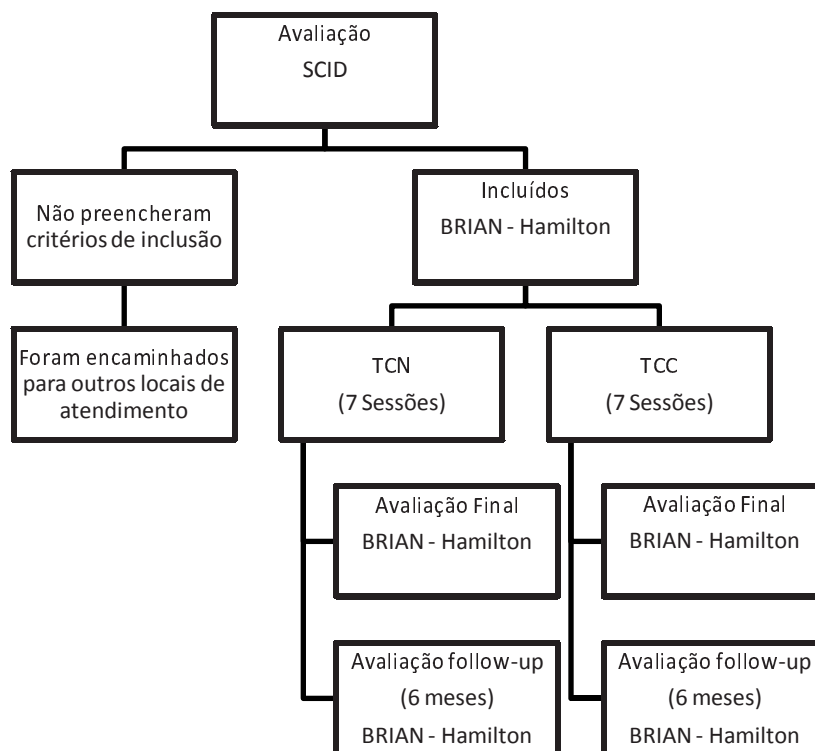 Avaliação
SCID
Não preencheram
critérios de inclusão
Incluídos
BRIAN - Hamilton
Foram encaminhados
para outros locais de
atendimento
TCN
(7 Sessões)
TCC
(7 Sessões)
Avaliação Final
BRIAN - Hamilton
Avaliação Final
BRIAN - Hamilton
Avaliação follow-up
(6 meses)
BRIAN - Hamilton
Avaliação follow-up
(6 meses)
BRIAN - Hamilton